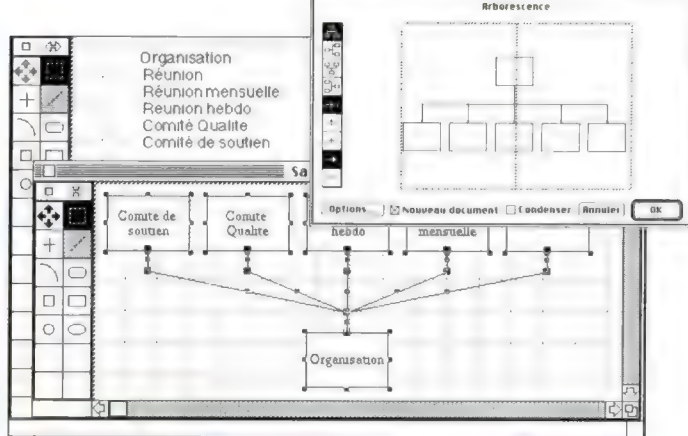 Arborescence
Organisation
Réunion
Réunion mensuelle
Reunion hebdo
Comité Qualite
Comité de soutien
Sa
Options Nouveau document Condenser Annuler OK
Comite de soutien
Comite Qualite
hebdo
mensuelle
Organisation